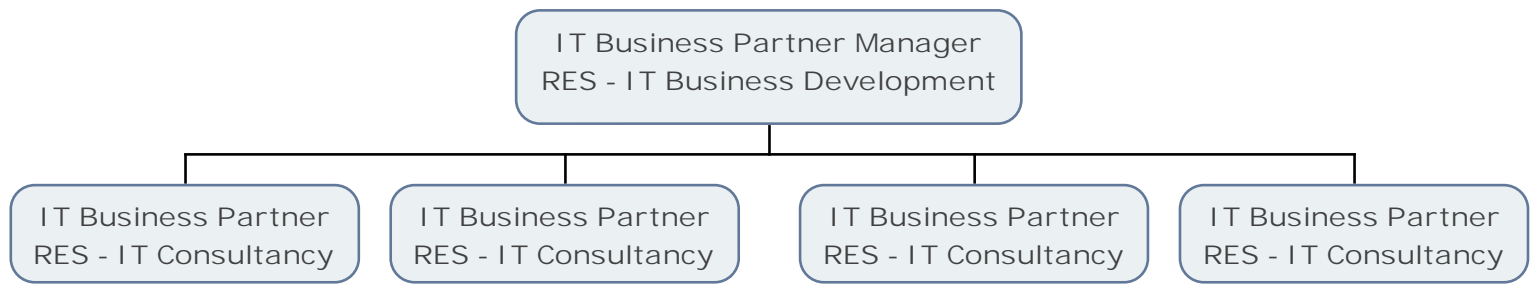 IT Business Partner Manager
RES - IT Business Development
IT Business Partner
RES - IT Consultancy
IT Business Partner
RES - IT Consultancy
IT Business Partner
RES - IT Consultancy
IT Business Partner
RES - IT Consultancy